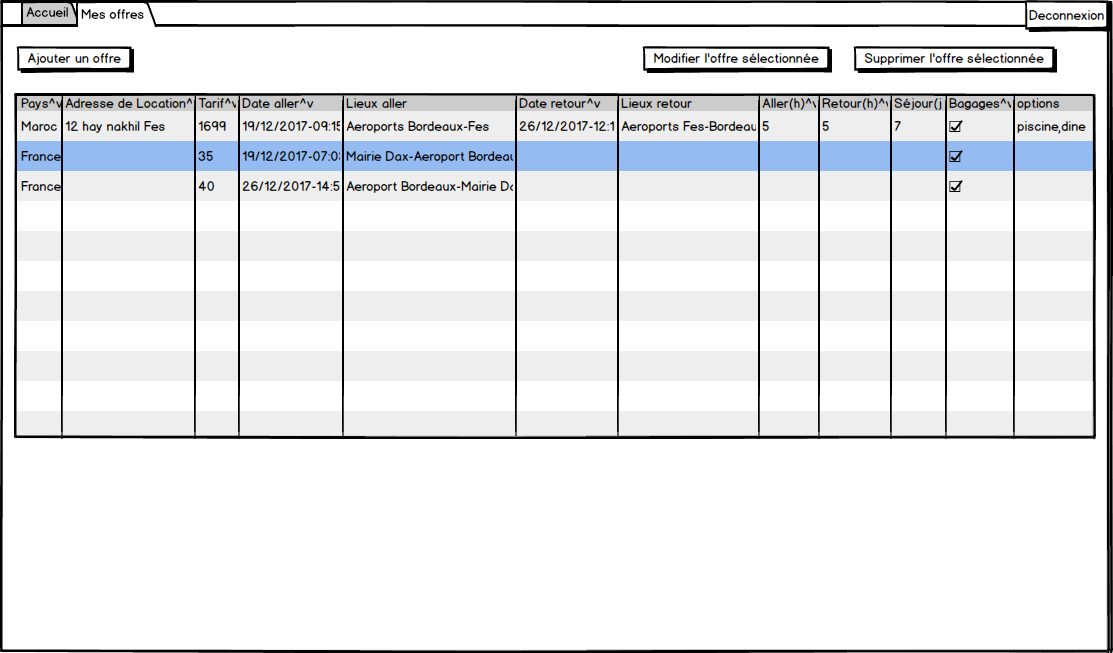 Accueil Mes offres Deconnexion
Ajouter un offre Modifier l'offre sélectionnée Supprimer l'offre sélectionnée
Pays^v Adresse de Location^ Tarif^v Date aller^v Lieux aller Date retour^v Lieux retour Aller(h)^v Retour(h)^v Séjour(j Bagages^v options
Maroc 12 hay nakhil Fes 1699 19/12/2017-09:15 Aeroports Bordeaux-Fes 26/12/2017-12:1 Aeroports Fes-Bordeau 5 5 7 piscine,dine
France 35 19/12/2017-07:0 Mairie Dax-Aeroport Bordeau
France 40 26/12/2017-14:5 Aeroport Bordeaux-Mairie Da